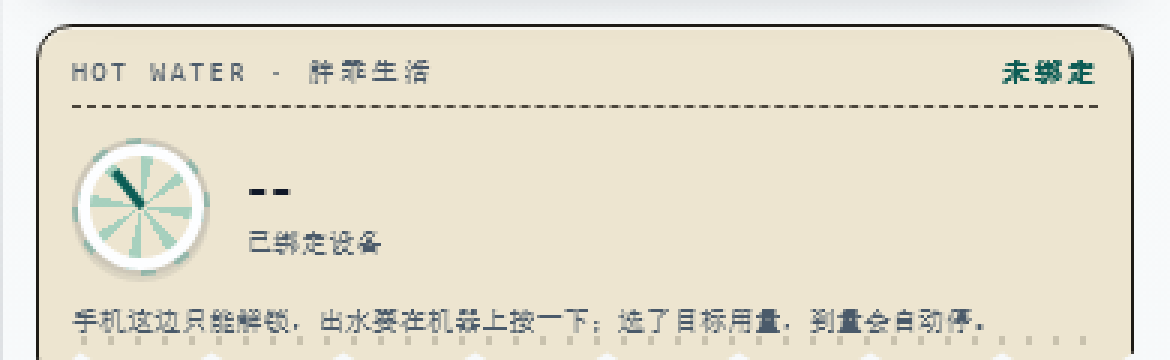 HOT WATER · 胖乖生活
未绑定
--
已绑定设备
手机这边只能解锁，出水要在机器上按一下；选了目标用量，到量会自动停。